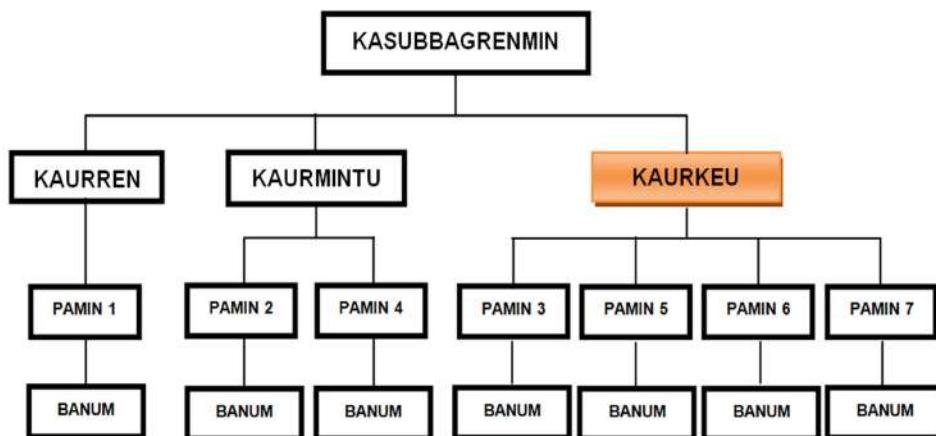 KASUBBAGRENMIN
KAURREN
KAURMINTU
KAURKEU
PAMIN 1
PAMIN 2
PAMIN 4
PAMIN 3
PAMIN 5
PAMIN 6
PAMIN 7
BANUM
BANUM
BANUM
BANUM
BANUM
BANUM
BANUM